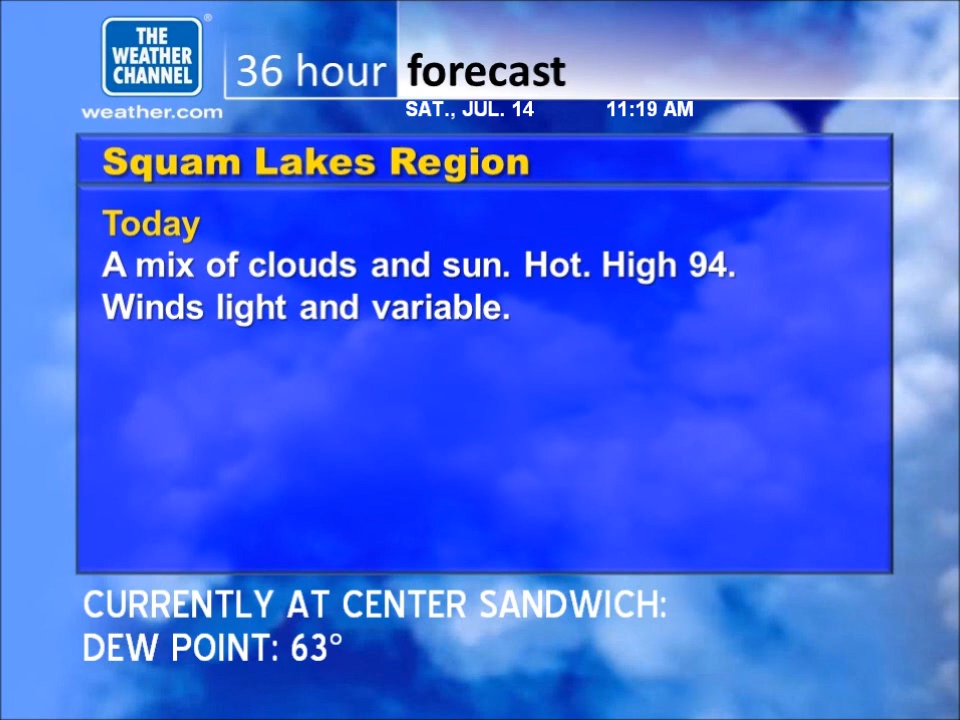 THE
WEATHER
CHANNEL
®
weather.com
36 hour forecast
SAT., JUL. 14 11:19 AM
Squam Lakes Region
Today
A mix of clouds and sun. Hot. High 94.
Winds light and variable.
CURRENTLY AT CENTER SANDWICH:
DEW POINT: 63°